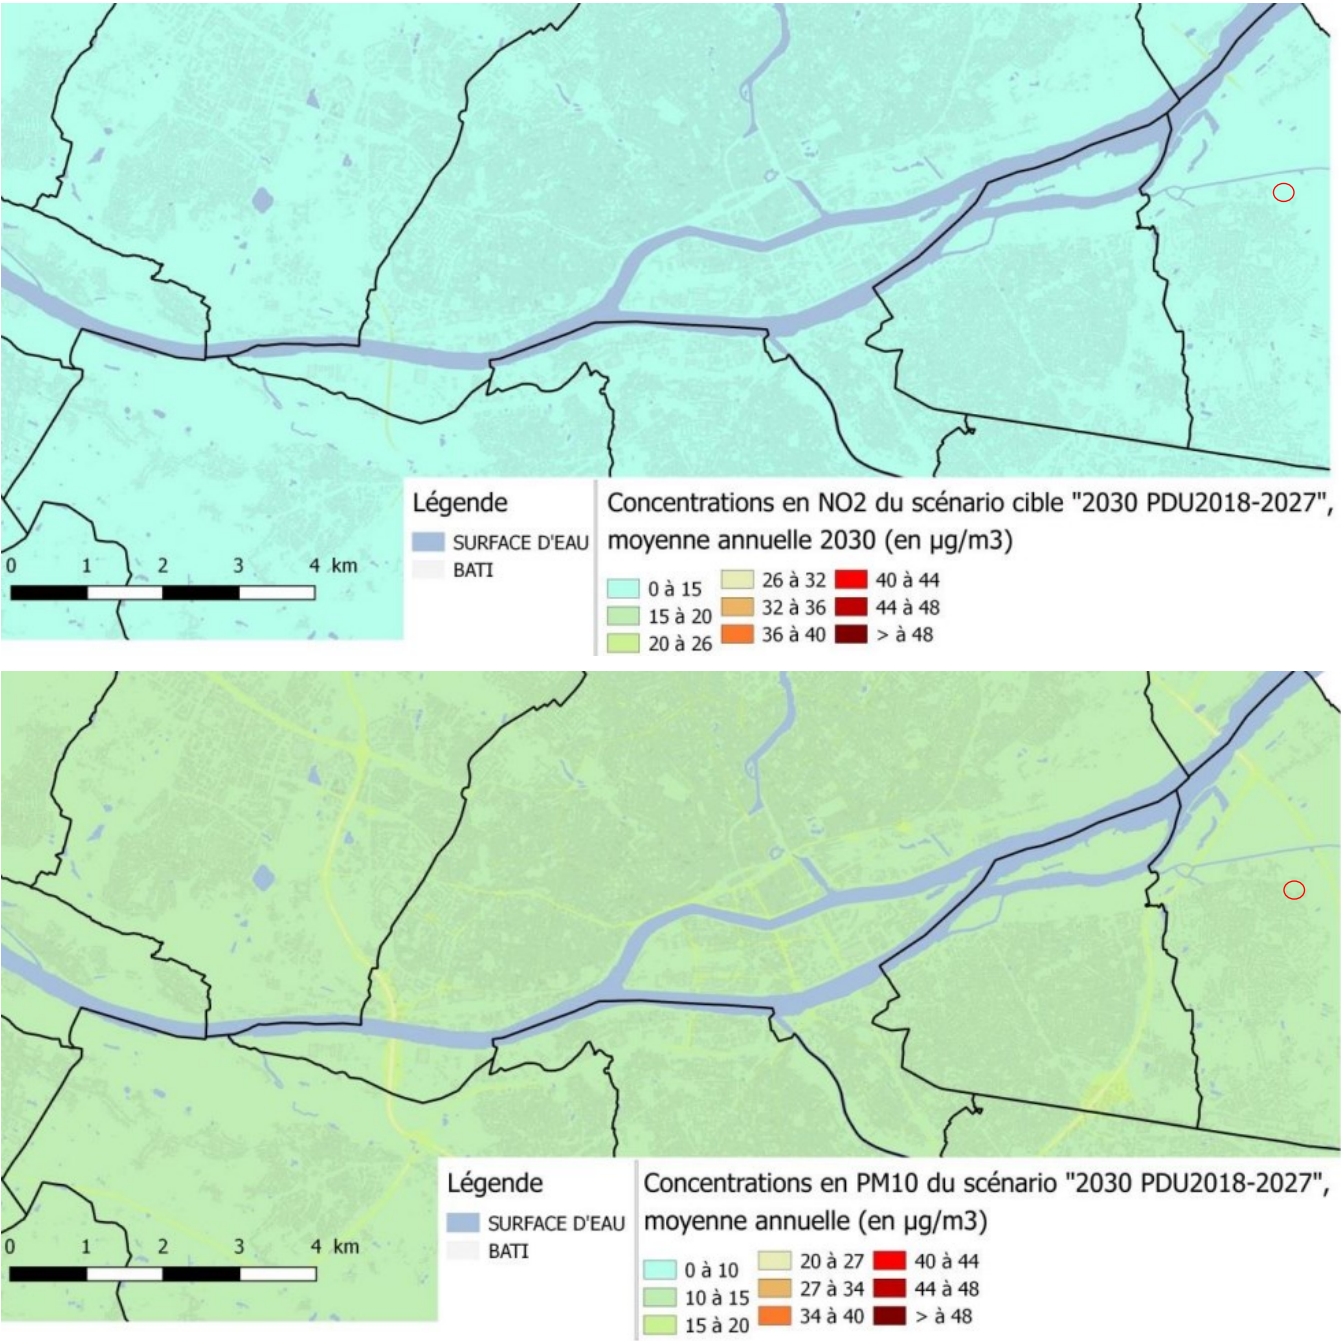 Légende
SURFACE D'EAU
BATI
0 1 2 3 4 km
Concentrations en NO2 du scénario cible "2030 PDU2018-2027",
moyenne annuelle 2030 (en µg/m3)
0 à 15
15 à 20
20 à 26
26 à 32
32 à 36
36 à 40
40 à 44
44 à 48
> à 48
Légende
SURFACE D'EAU
BATI
0 1 2 3 4 km
Concentrations en PM10 du scénario "2030 PDU2018-2027",
moyenne annuelle (en µg/m3)
0 à 10
10 à 15
15 à 20
20 à 27
27 à 34
34 à 40
40 à 44
44 à 48
> à 48